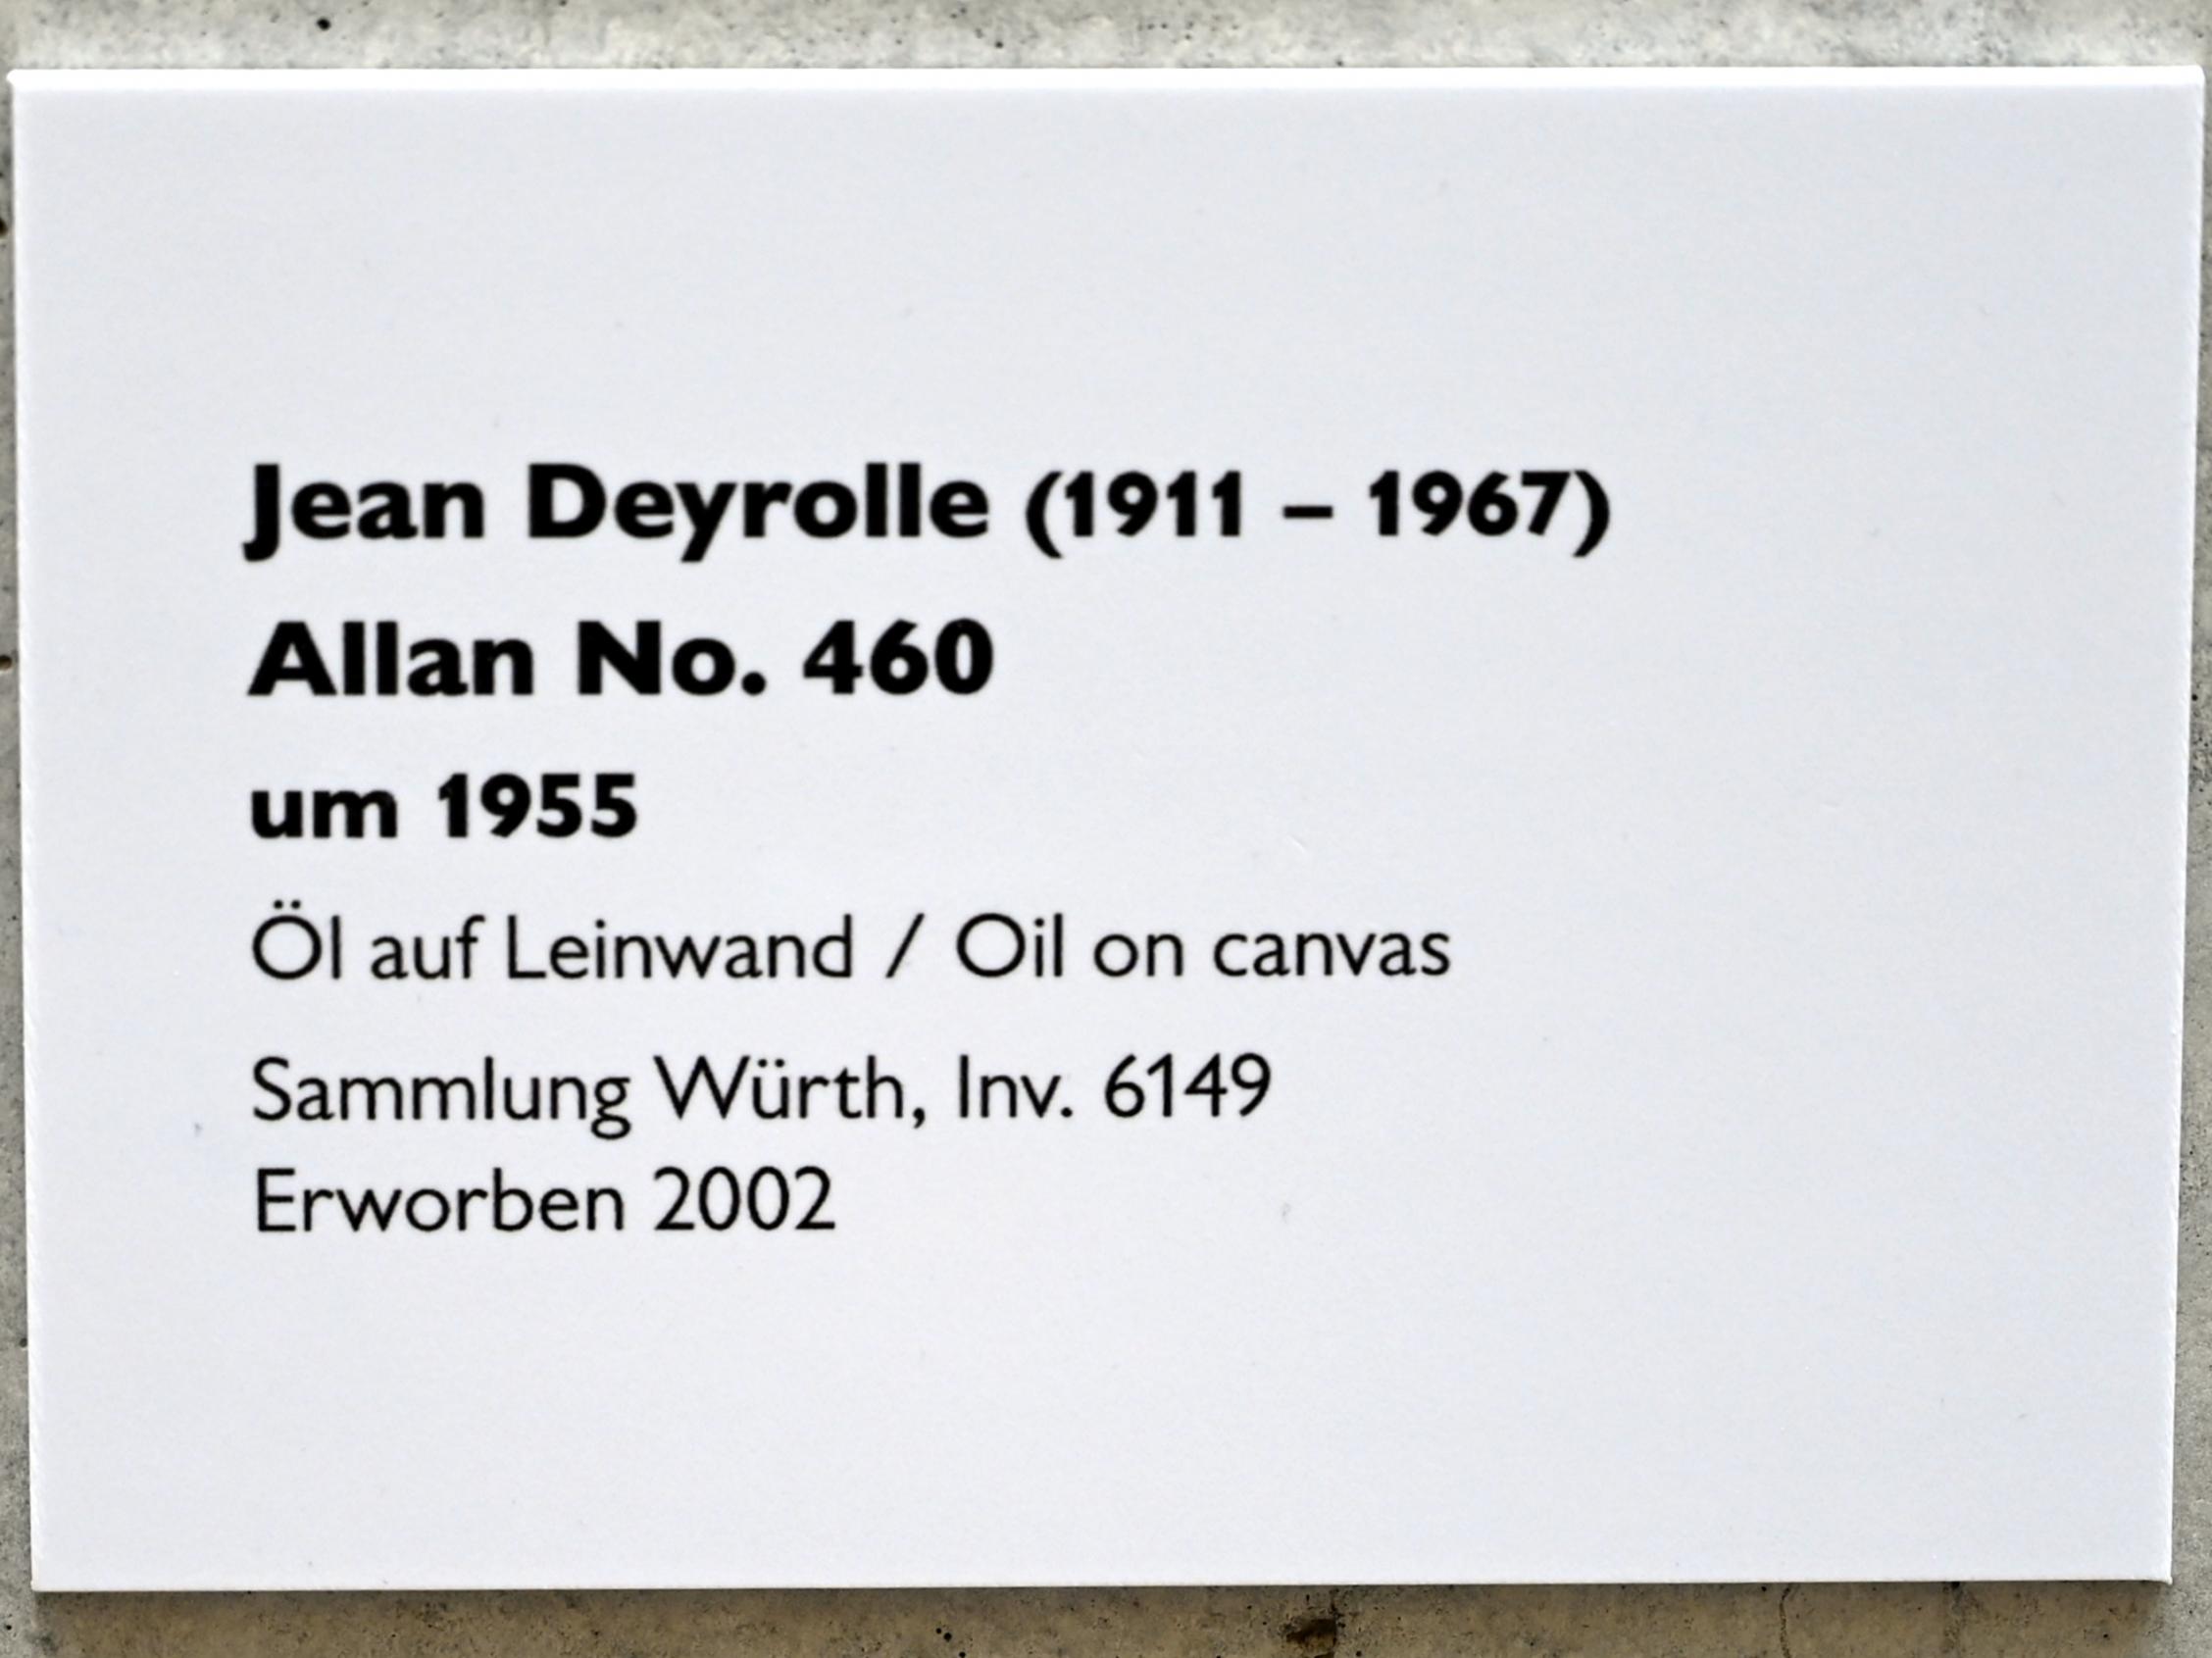 Jean Deyrolle (1911 – 1967)
Allan No. 460
um 1955
Öl auf Leinwand / Oil on canvas
Sammlung Würth, Inv. 6149
Erworben 2002